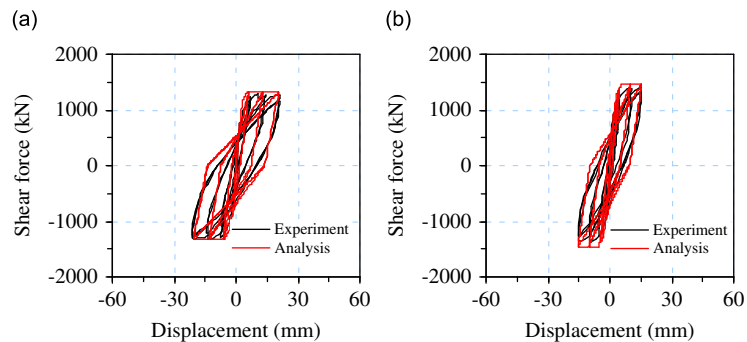 (a)
2000
1000
0
-1000
-2000
Shear force (kN)
Experiment
Analysis
-60 -30 0 30 60
Displacement (mm)
(b)
2000
1000
0
-1000
-2000
Shear force (kN)
Experiment
Analysis
-60 -30 0 30 60
Displacement (mm)